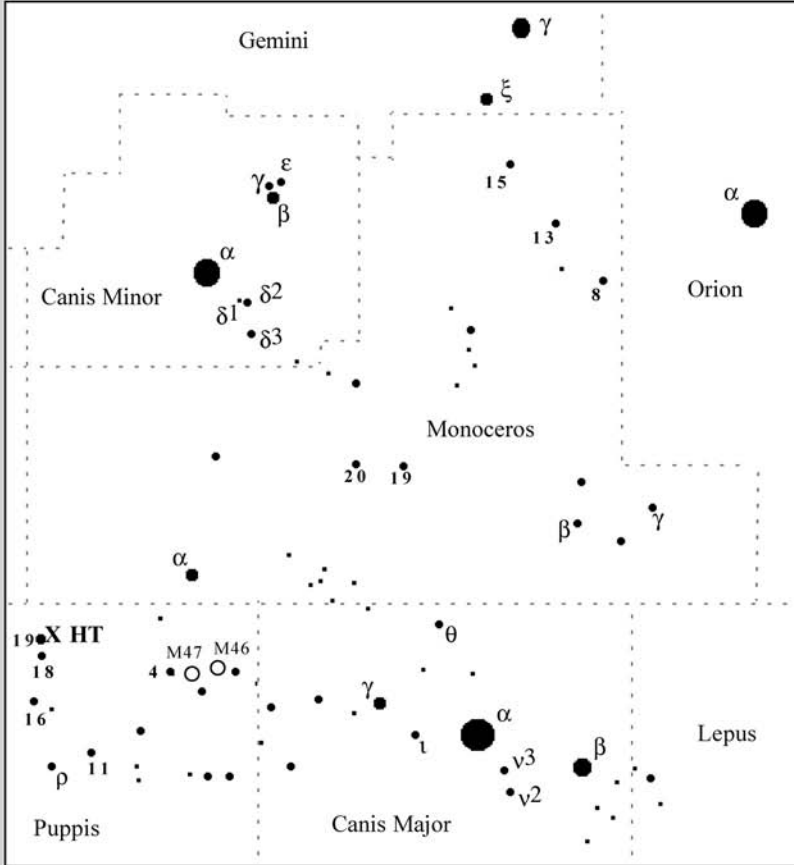 γ
Gemini
ξ
ε
γ
15
β
α
13
α
Canis Minor
δ2
8
Orion
δ1
δ3
Monoceros
20
19
γ
β
α
19 X HT
θ
M47
M46
18
4
γ
16
α
ι
Lepus
11
ν3
β
ρ
ν2
Puppis
Canis Major